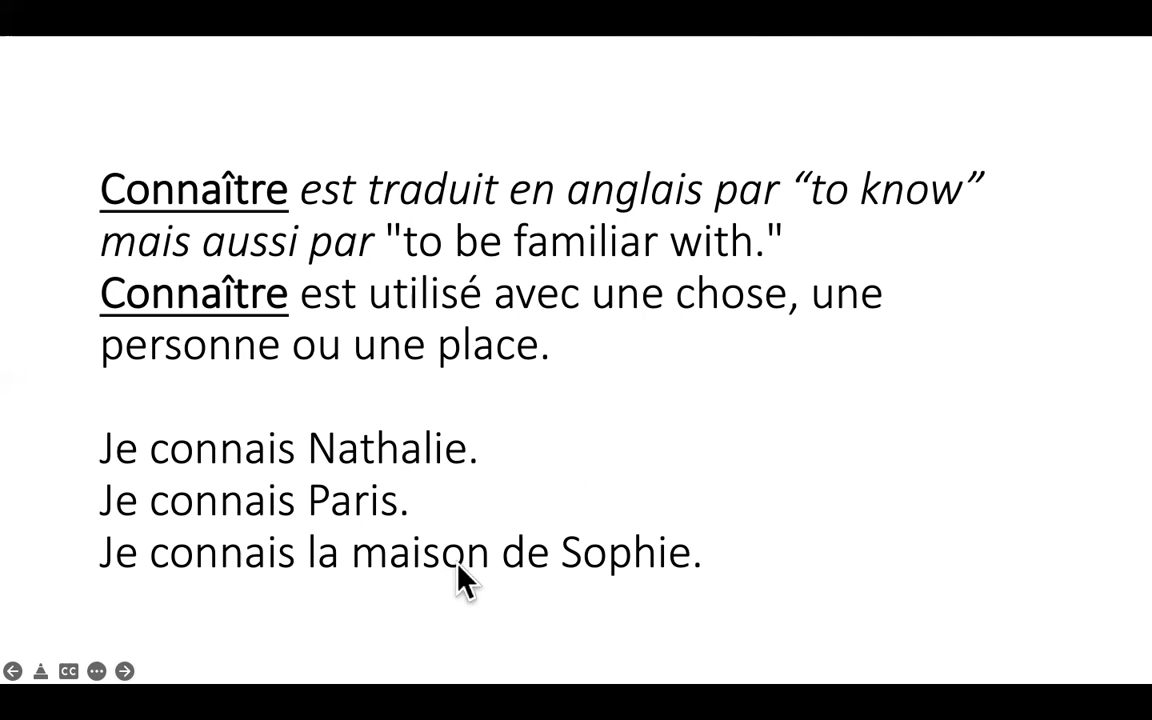 Connaître est traduit en anglais par “to know”
mais aussi par "to be familiar with."
Connaître est utilisé avec une chose, une
personne ou une place.
Je connais Nathalie.
Je connais Paris.
Je connais la maison de Sophie.
CC